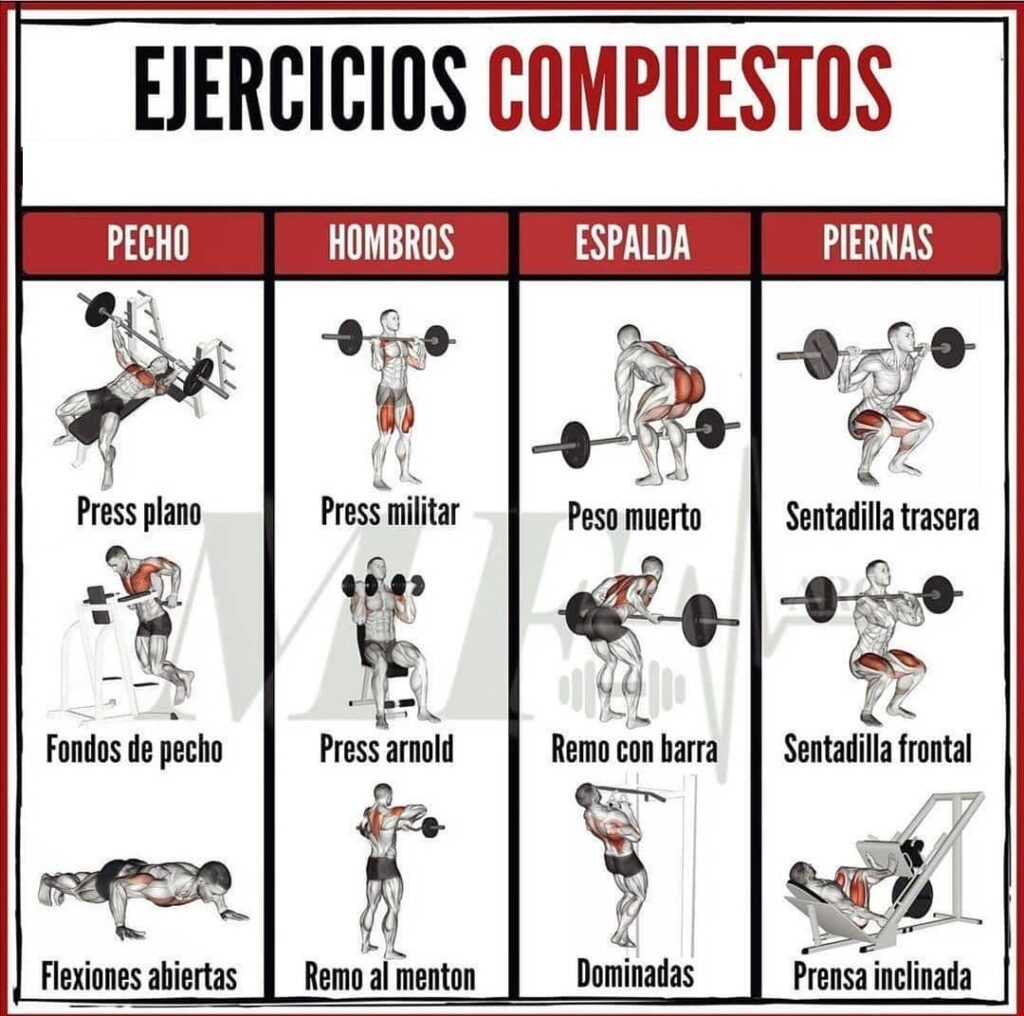 EJERCICIOS COMPUESTOS
PECHO
HOMBROS
ESPALDA
PIERNAS
Press plano
Press militar
Peso muerto
Sentadilla trasera
Fondos de pecho
Press arnold
Remo con barra
Sentadilla frontal
Flexiones abiertas
Remo al menton
Dominadas
Prensa inclinada